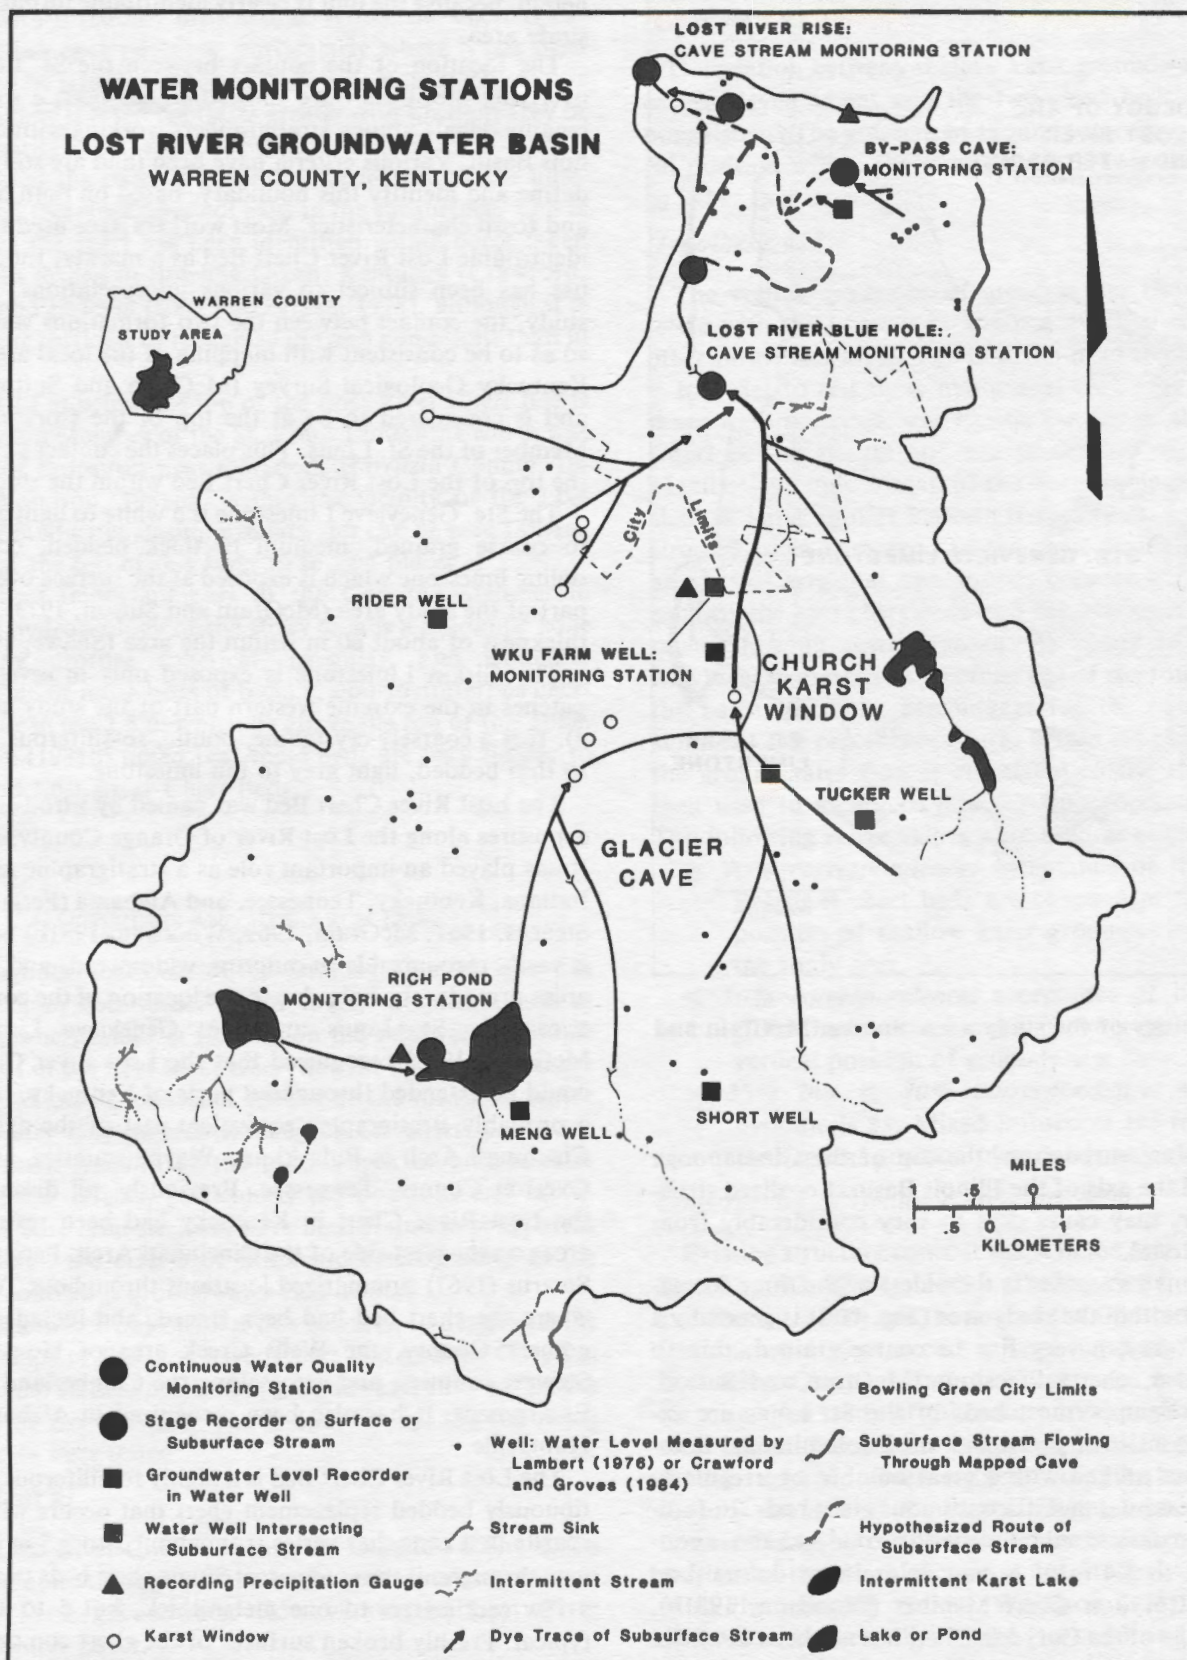 WATER MONITORING STATIONS
LOST RIVER GROUNDWATER BASIN
WARREN COUNTY, KENTUCKY
LOST RIVER RISE:
CAVE STREAM MONITORING STATION
BY-PASS CAVE:
MONITORING STATION
WARREN COUNTY
STUDY AREA
LOST RIVER BLUE HOLE:
CAVE STREAM MONITORING STATION
City Limits
RIDER WELL
WKU FARM WELL:
MONITORING STATION
CHURCH
KARST
WINDOW
TUCKER WELL
GLACIER
CAVE
RICH POND
MONITORING STATION
MENG WELL
SHORT WELL
MILES
1 .5 0 1
1 .5 0 1
KILOMETERS
Continuous Water Quality
Monitoring Station
Stage Recorder on Surface or
Subsurface Stream
Groundwater Level Recorder
in Water Well
Water Well Intersecting
Subsurface Stream
Recording Precipitation Gauge
Karst Window
Well: Water Level Measured by
Lambert (1976) or Crawford
and Groves (1984)
Stream Sink
Intermittent Stream
Dye Trace of Subsurface Stream
Bowling Green City Limits
Subsurface Stream Flowing
Through Mapped Cave
Hypothesized Route of
Subsurface Stream
Intermittent Karst Lake
Lake or Pond